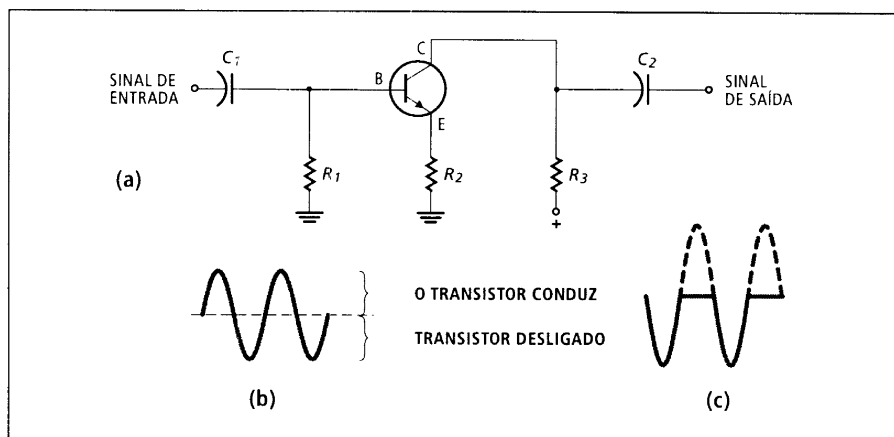 C1
C
B
E
SINAL DE
ENTRADA
C2
SINAL
DE SAÍDA
R1
R2
R3
+
(a)
O TRANSISTOR CONDUZ
TRANSISTOR DESLIGADO
(b)
(c)